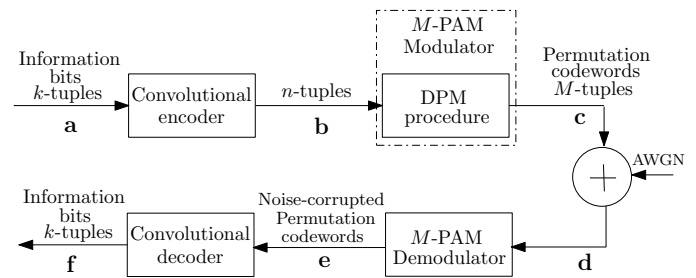 M-PAM
Modulator
Information
bits
k-tuples
a
Convolutional
encoder
n-tuples
b
DPM
procedure
Permutation
codewords
M-tuples
c
AWGN
Information
bits
k-tuples
f
Convolutional
decoder
Noise-corrupted
Permutation
codewords
e
M-PAM
Demodulator
d